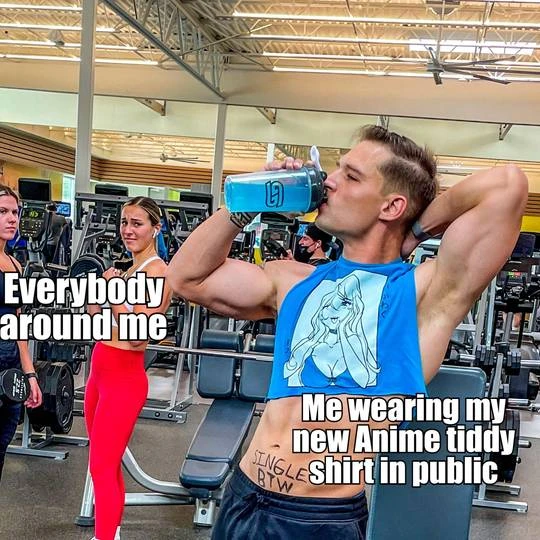 Everybody
around me
Me wearing my
new Anime tiddy
shirt in public
SINGLE
BTW